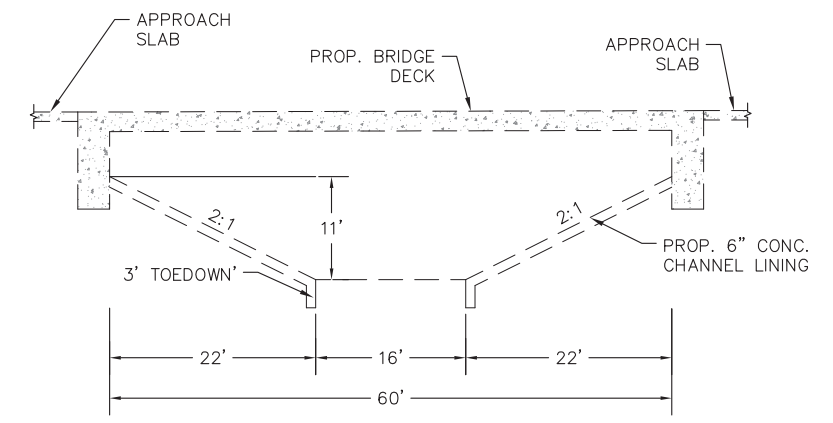 APPROACH
SLAB
PROP. BRIDGE
DECK
APPROACH
SLAB
2:1
11'
2:1
3' TOEDOWN'
PROP. 6" CONC.
CHANNEL LINING
22'
16'
22'
60'